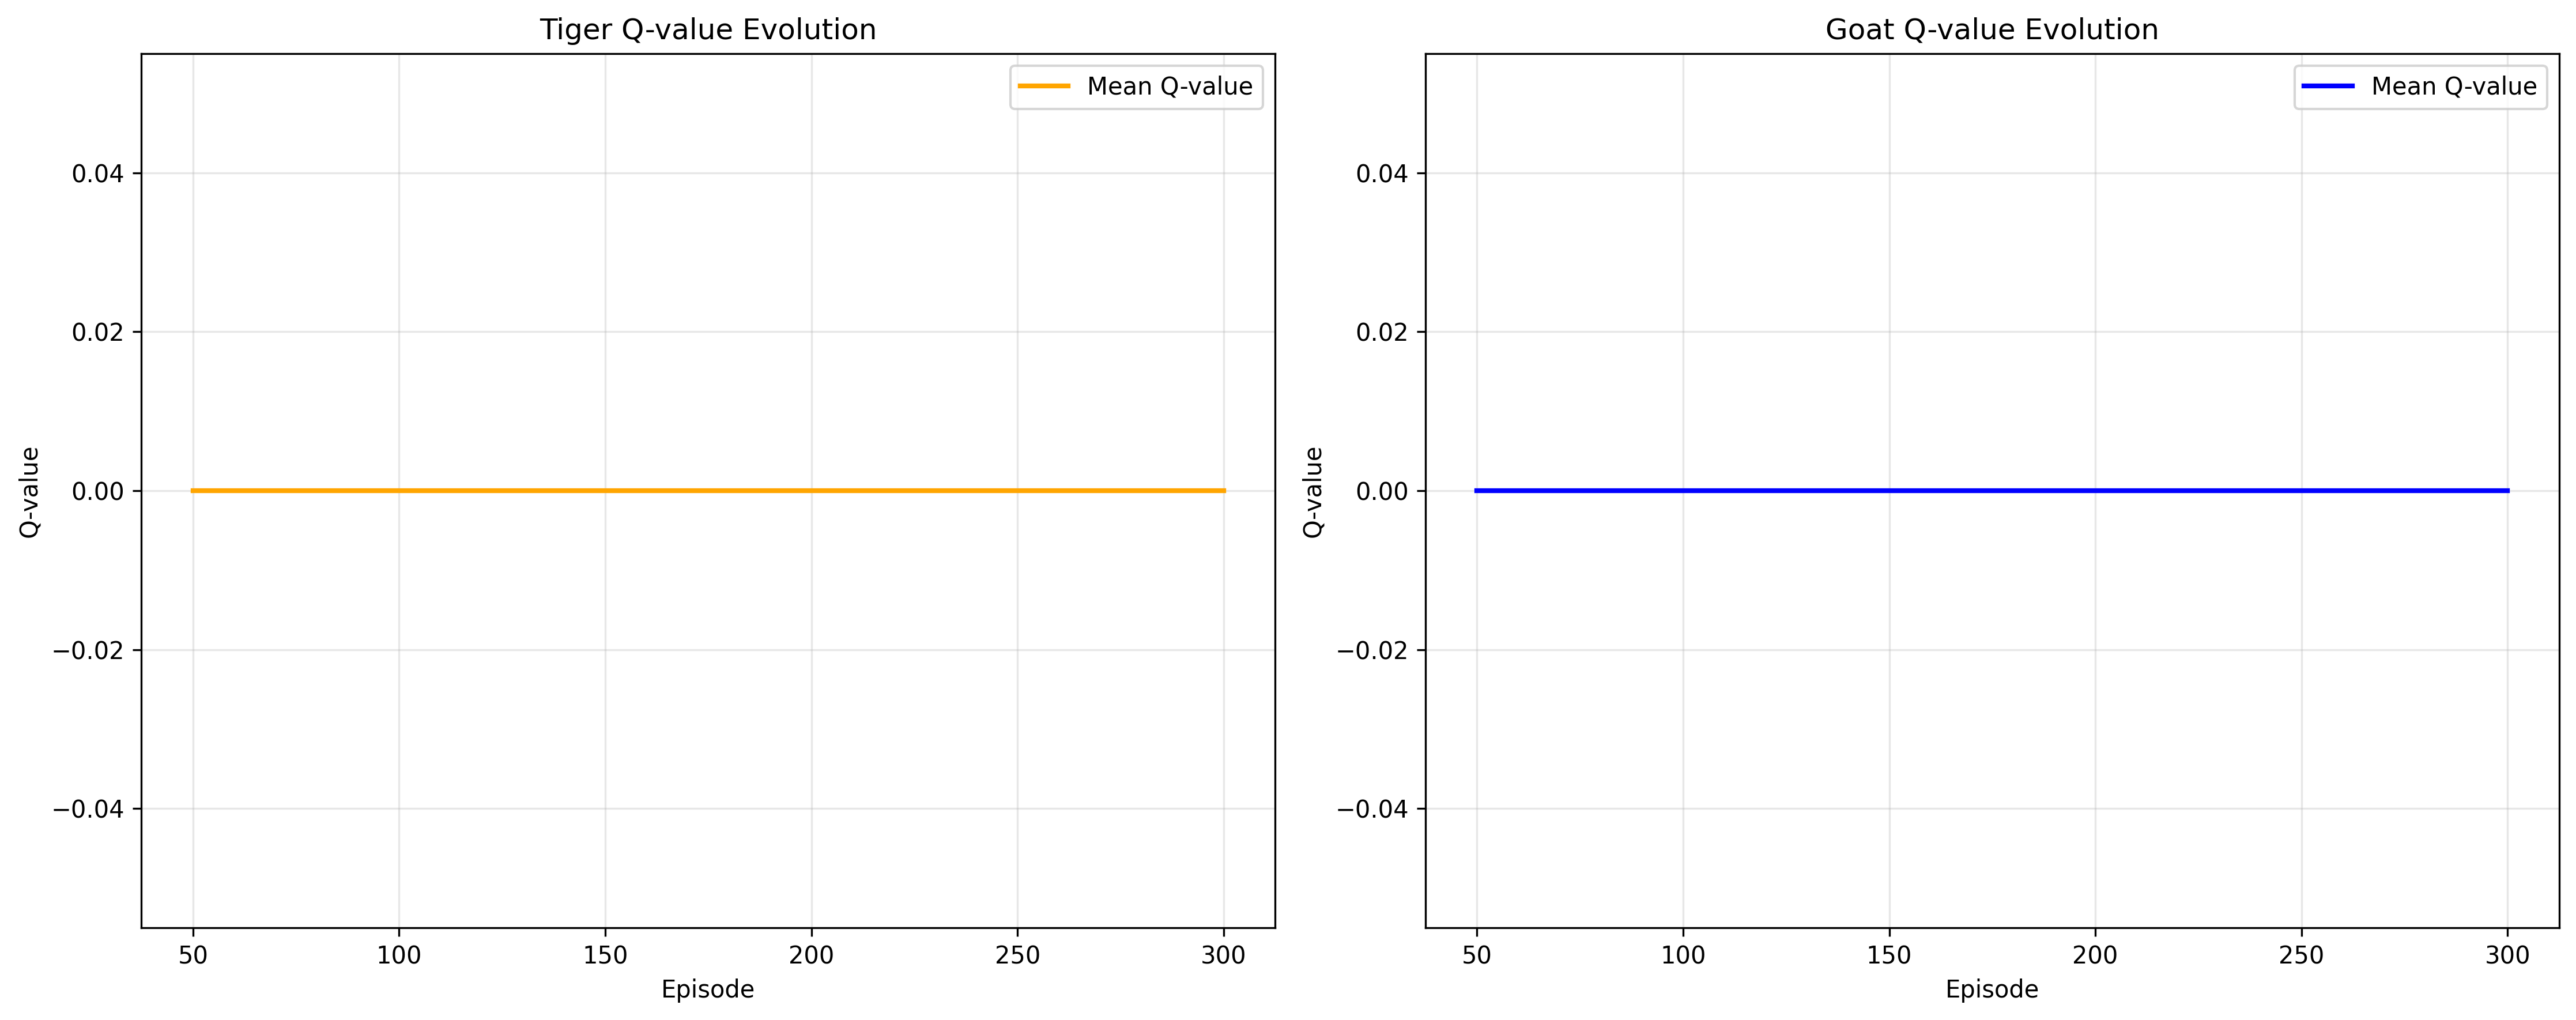 Tiger Q-value Evolution
Mean Q-value
0.04
0.02
0.00
−0.02
−0.04
Q-value
50 100 150 200 250 300
Episode
Goat Q-value Evolution
Mean Q-value
0.04
0.02
0.00
−0.02
−0.04
Q-value
50 100 150 200 250 300
Episode